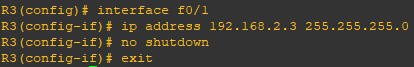 R3(config)# interface f0/1
R3(config-if)# ip address 192.168.2.3 255.255.255.0
R3(config-if)# no shutdown
R3(config-if)# exit